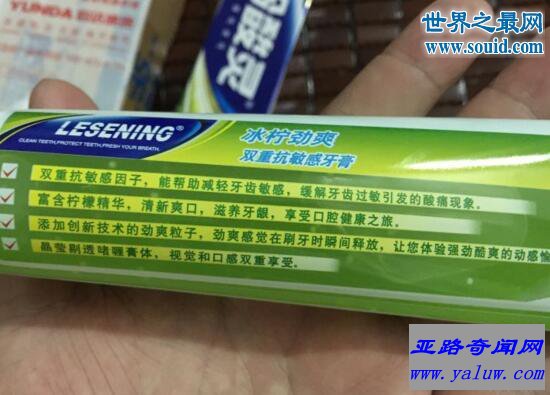 世界之最网
www.souid.com
YUNDA
酸灵
LESENING®
CLEAN TEETH,PROTECT TEETH,FRESH YOUR BREATH.
冰柠劲爽
双重抗敏感牙膏
双重抗敏感因子，能帮助减轻牙齿敏感，缓解牙齿过敏引发的酸痛现象。
富含柠檬精华，清新爽口，滋养牙龈，享受口腔健康之旅。
添加创新技术的劲爽粒子，劲爽感觉在刷牙时瞬间释放，让您体验强劲酷爽的动感愉
晶莹剔透啫喱膏体，视觉和口感双重享受。
亚路奇闻网
www.yaluw.com